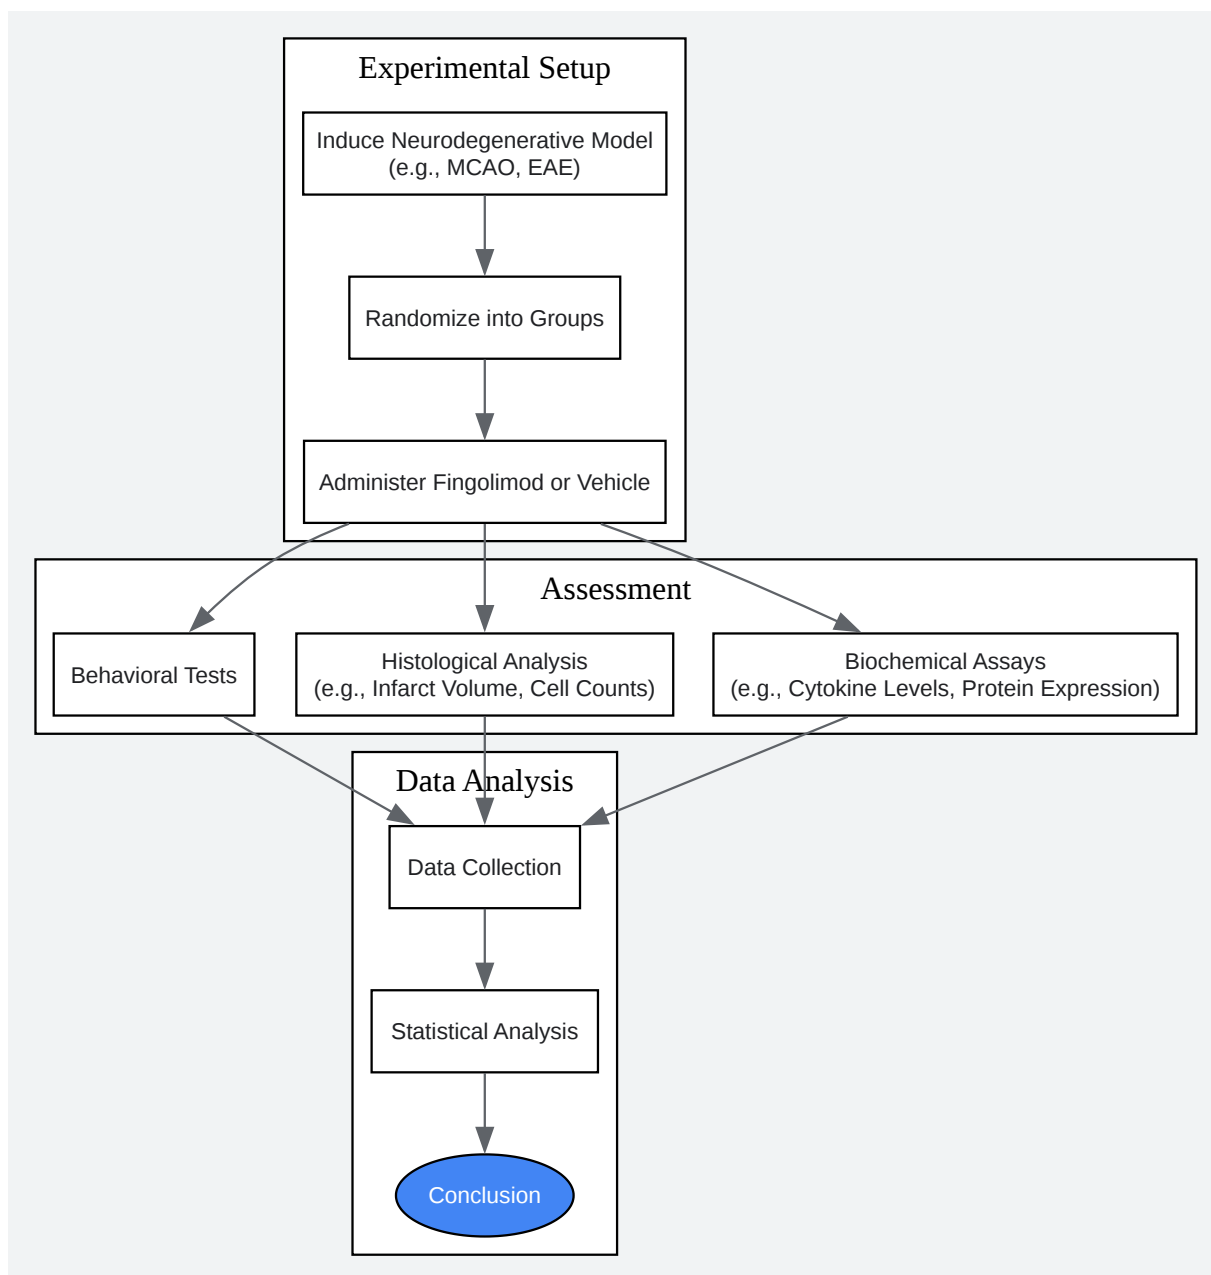 Experimental Setup
Induce Neurodegenerative Model
(e.g., MCAO, EAE)
Randomize into Groups
Administer Fingolimod or Vehicle
Assessment
Behavioral Tests
Histological Analysis
(e.g., Infarct Volume, Cell Counts)
Biochemical Assays
(e.g., Cytokine Levels, Protein Expression)
Data Analysis
Data Collection
Statistical Analysis
Conclusion